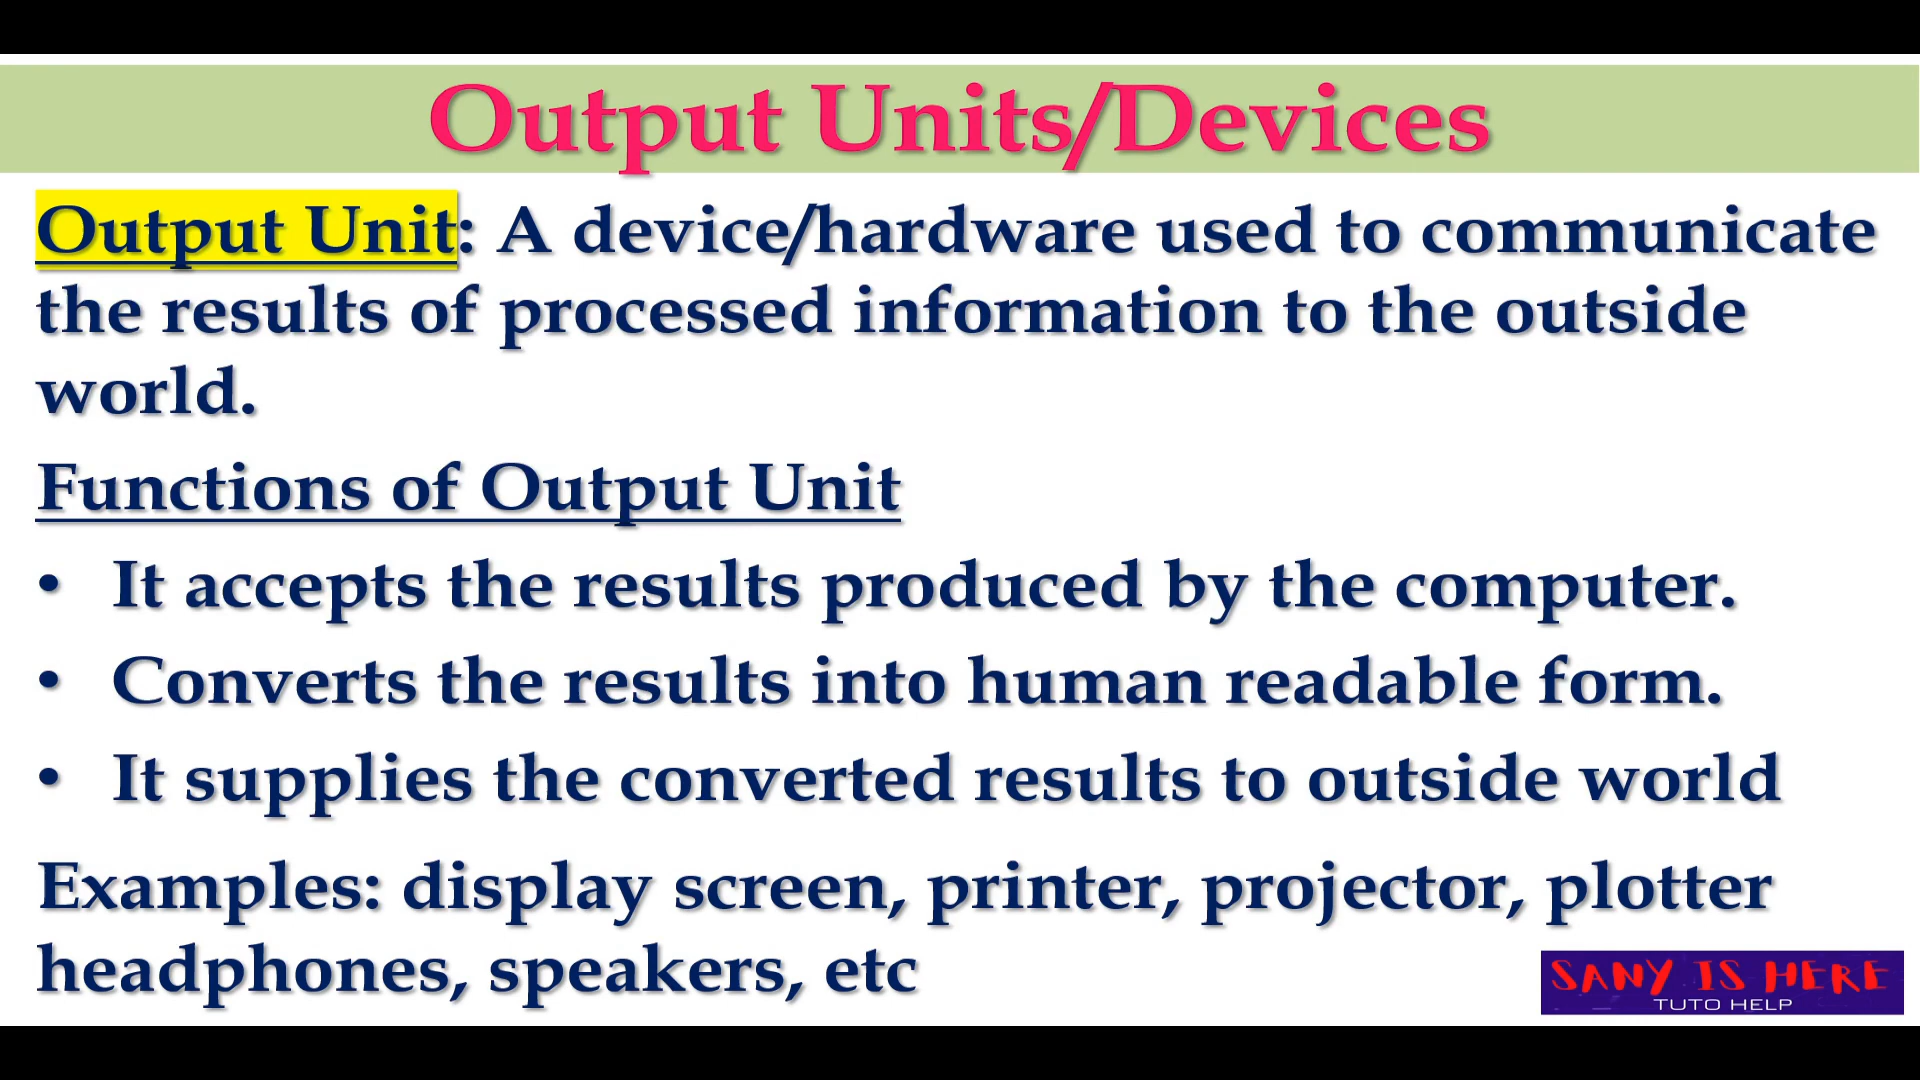 Output Units/Devices
Output Unit: A device/hardware used to communicate
the results of processed information to the outside
world.
Functions of Output Unit
• It accepts the results produced by the computer.
• Converts the results into human readable form.
• It supplies the converted results to outside world
Examples: display screen, printer, projector, plotter
headphones, speakers, etc
SANY IS HERE
TUTO HELP